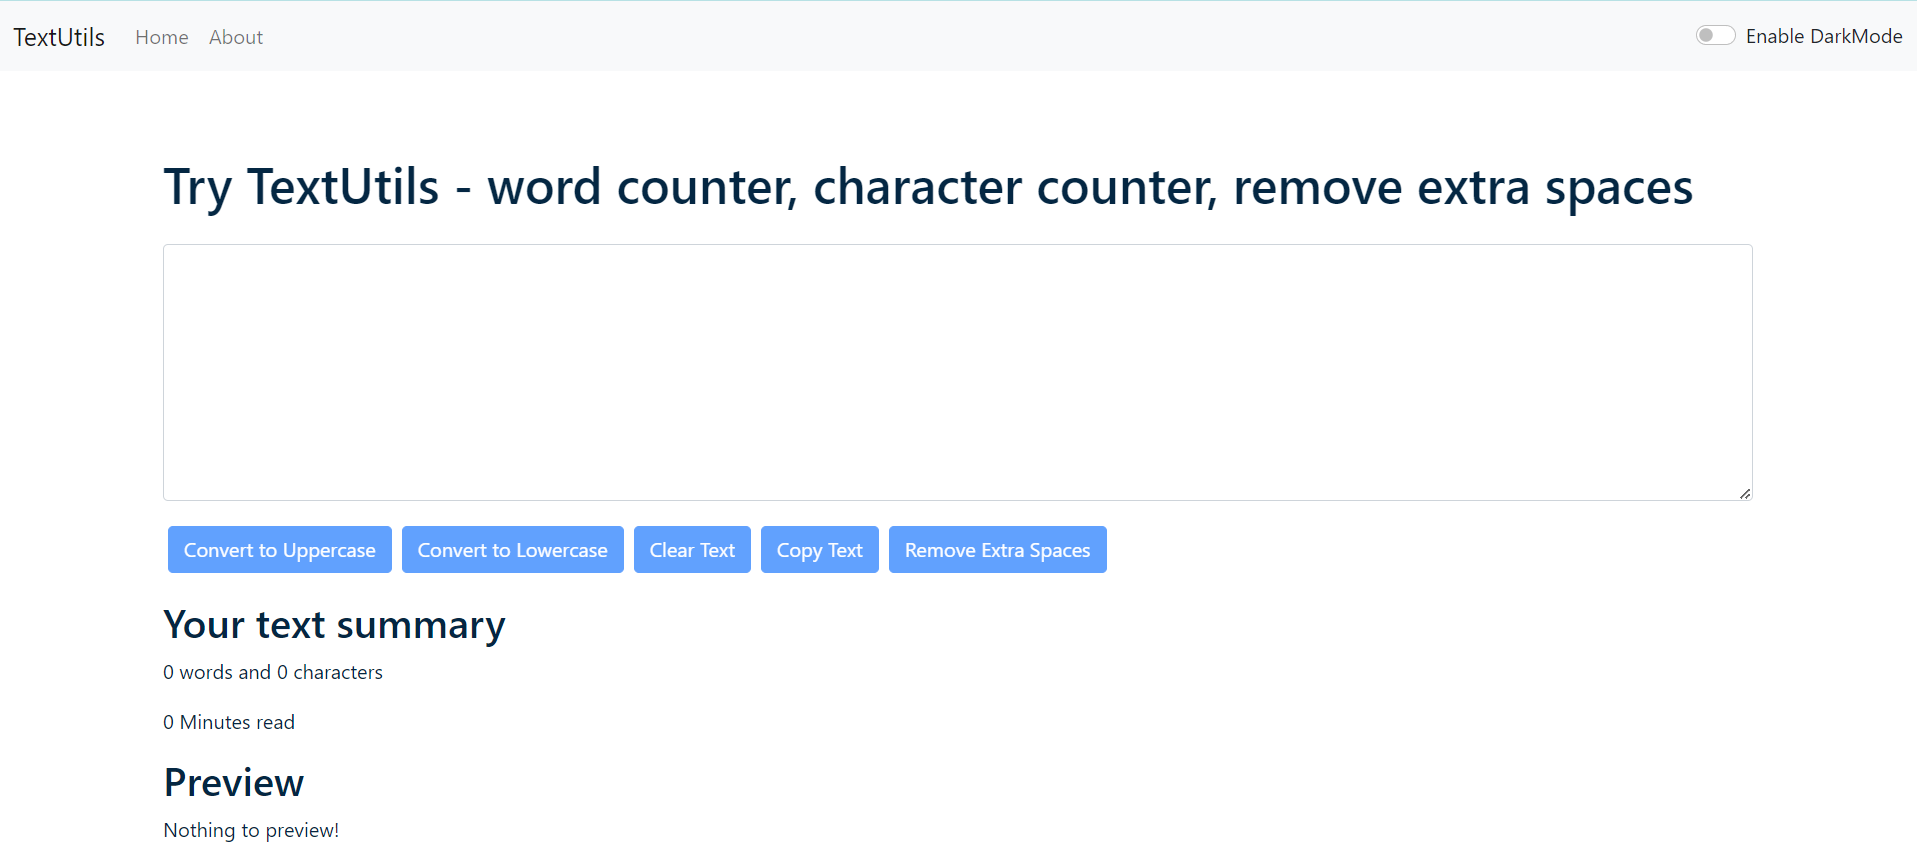 TextUtils Home About Enable DarkMode
Try TextUtils - word counter, character counter, remove extra spaces
Convert to Uppercase Convert to Lowercase Clear Text Copy Text Remove Extra Spaces
Your text summary
0 words and 0 characters
0 Minutes read
Preview
Nothing to preview!